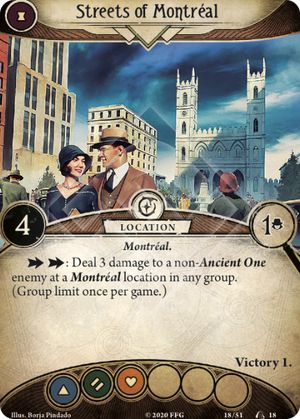 Streets of Montréal
4
LOCATION
1
Montréal.
: Deal 3 damage to a non-Ancient One
enemy at a Montréal location in any group.
(Group limit once per game.)
Victory 1.
Illus. Borja Pindado
© 2020 FFG
18/51
18